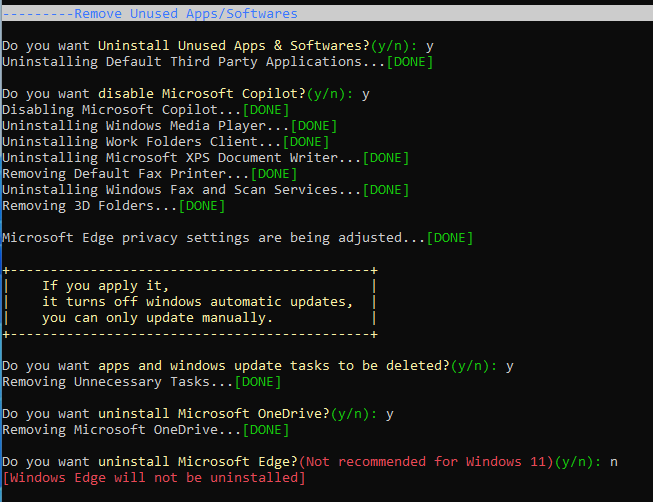 ---------Remove Unused Apps/Softwares
Do you want Uninstall Unused Apps & Softwares?(y/n): y
Uninstalling Default Third Party Applications...[DONE]
Do you want disable Microsoft Copilot?(y/n): y
Disabling Microsoft Copilot...[DONE]
Uninstalling Windows Media Player...[DONE]
Uninstalling Work Folders Client...[DONE]
Uninstalling Microsoft XPS Document Writer...[DONE]
Removing Default Fax Printer...[DONE]
Uninstalling Windows Fax and Scan Services...[DONE]
Removing 3D Folders...[DONE]
Microsoft Edge privacy settings are being adjusted...[DONE]
+---------------------------------------------+
|    If you apply it,                         |
|    it turns off windows automatic updates,  |
|    you can only update manually.            |
+---------------------------------------------+
Do you want apps and windows update tasks to be deleted?(y/n): y
Removing Unnecessary Tasks...[DONE]
Do you want uninstall Microsoft OneDrive?(y/n): y
Removing Microsoft OneDrive...[DONE]
Do you want uninstall Microsoft Edge?(Not recommended for Windows 11)(y/n): n
[Windows Edge will not be uninstalled]